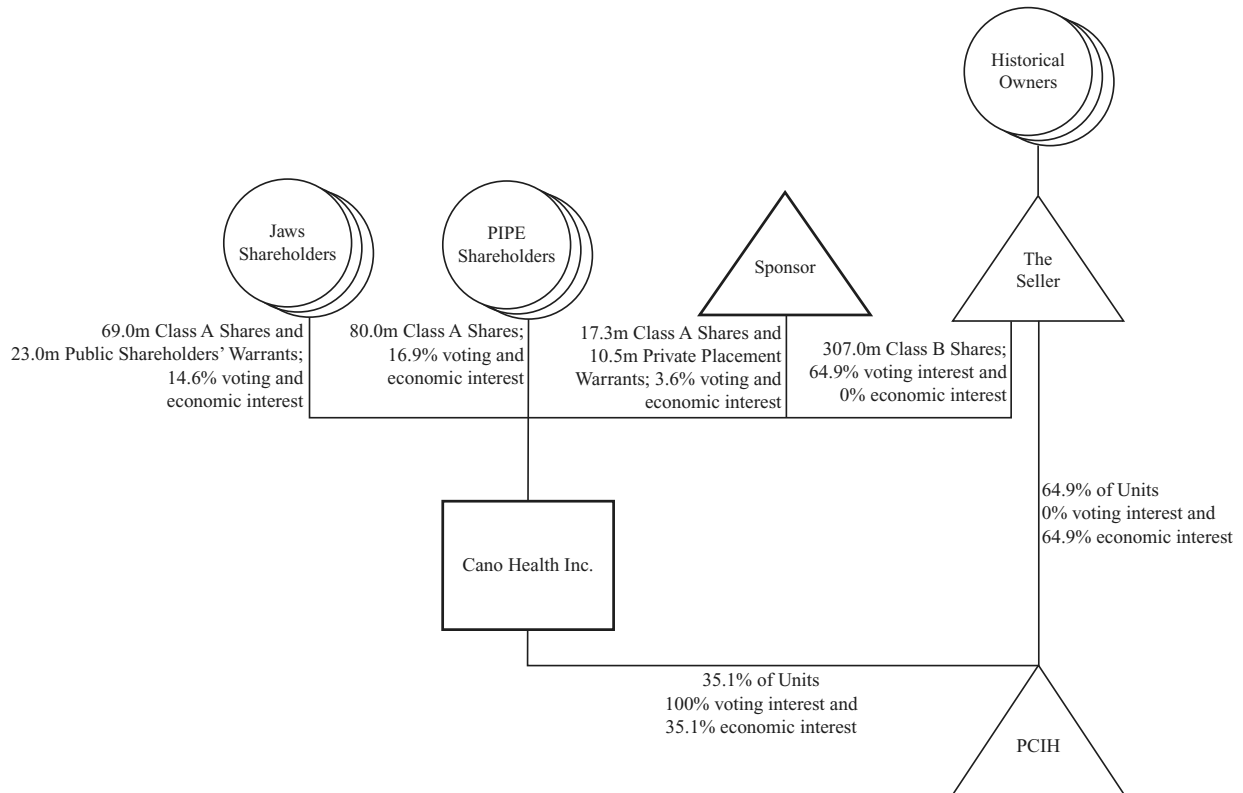 Historical
Owners
Jaws
Shareholders
PIPE
Shareholders
Sponsor
The
Seller
69.0m Class A Shares and
23.0m Public Shareholders’ Warrants;
14.6% voting and
economic interest
80.0m Class A Shares;
16.9% voting and
economic interest
17.3m Class A Shares and
10.5m Private Placement
Warrants; 3.6% voting and
economic interest
307.0m Class B Shares;
64.9% voting interest and
0% economic interest
64.9% of Units
0% voting interest and
64.9% economic interest
Cano Health Inc.
35.1% of Units
100% voting interest and
35.1% economic interest
PCIH